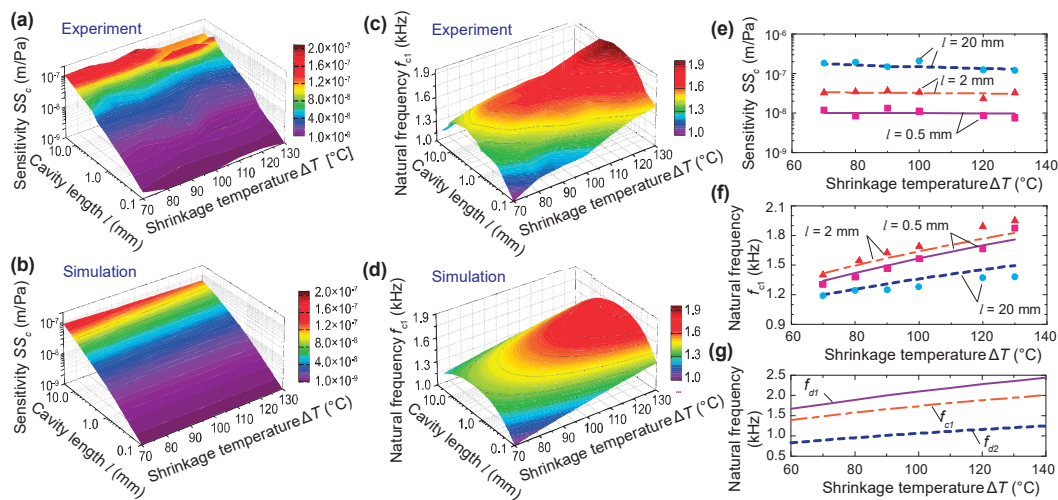 (a)
Experiment
Sensitivity SSc (m/Pa)
10-7
10-8
10-9
10.0
1.0
0.1
Cavity length l (mm)
70
80
90
100
110
120
130
Shrinkage temperature ΔT [°C]
2.0×10-7
1.6×10-7
1.2×10-7
8.0×10-8
4.0×10-8
1.0×10-8
(b)
Simulation
Sensitivity SSc (m/Pa)
10-7
10-8
10-9
10.0
1.0
0.1
Cavity length l (mm)
70
80
90
100
110
120
130
Shrinkage temperature ΔT (°C)
2.0×10-7
1.6×10-7
1.2×10-7
8.0×10-8
4.0×10-8
1.0×10-9
(c)
Experiment
Natural frequency fc1 (kHz)
1.9
1.6
1.3
1.2
1.0
10.0
1.0
0.1
Cavity length l (mm)
70
80
90
100
110
120
130
Shrinkage temperature ΔT (°C)
1.9
1.6
1.3
1.0
(d)
Simulation
Natural frequency fc1 (kHz)
1.9
1.6
1.3
1.0
10.0
1.0
0.1
Cavity length l (mm)
70
80
90
100
110
120
130
Shrinkage temperature ΔT (°C)
1.9
1.6
1.3
1.0
(e)
Sensitivity SSc (m/Pa)
10-6
10-7
10-8
10-9
l = 20 mm
l = 2 mm
l = 0.5 mm
60 80 100 120 140
Shrinkage temperature ΔT (°C)
(f)
Natural frequency
fc1 (kHz)
2.1
1.8
1.5
1.2
0.9
l = 2 mm
l = 0.5 mm
l = 20 mm
60 80 100 120 140
Shrinkage temperature ΔT (°C)
(g)
Natural frequency
(kHz)
2.5
2.0
1.5
1.0
0.5
fd1
fc1
fd2
60 80 100 120 140
Shrinkage temperature ΔT (°C)